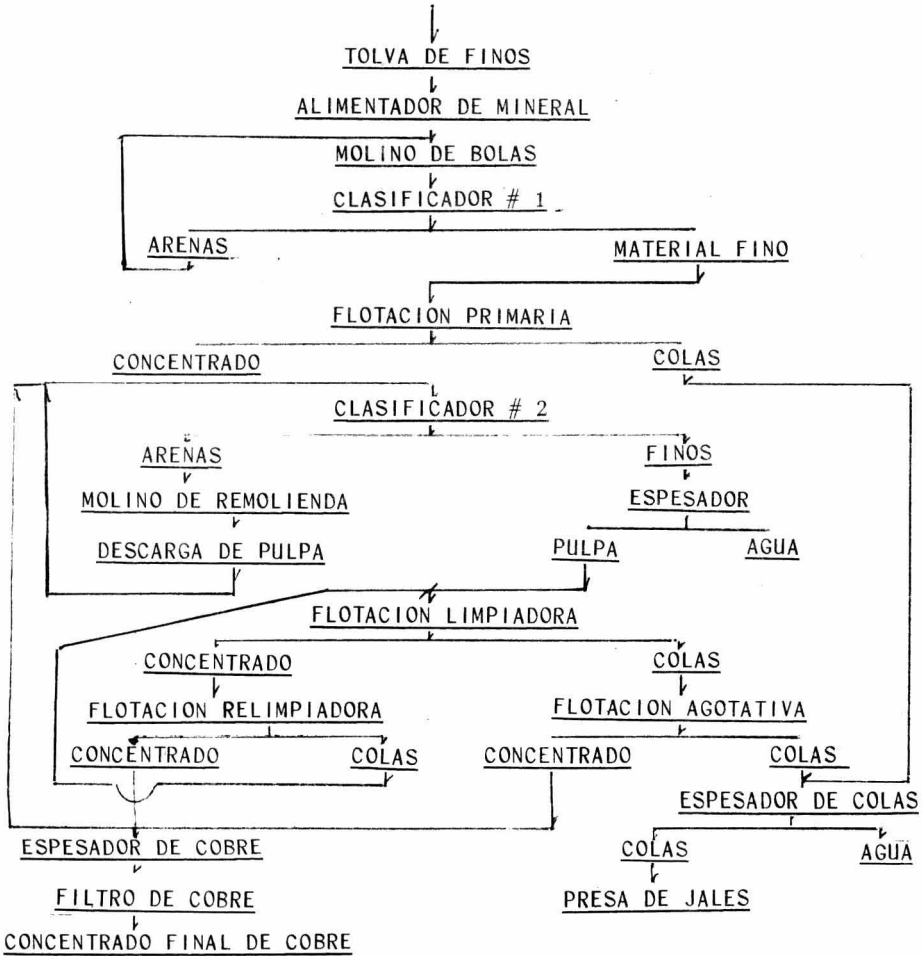 TOLVA DE FINOS
ALIMENTADOR DE MINERAL
MOLINO DE BOLAS
CLASIFICADOR # 1
ARENAS MATERIAL FINO
FLOTACION PRIMARIA
CONCENTRADO COLAS
CLASIFICADOR # 2
ARENAS FINOS
MOLINO DE REMOLIENDA ESPESADOR
DESCARGA DE PULPA PULPA AGUA
FLOTACION LIMPIADORA
CONCENTRADO COLAS
FLOTACION RELIMPIADORA FLOTACION AGOTATIVA
CONCENTRADO COLAS CONCENTRADO COLAS
ESPESADOR DE COLAS
ESPESADOR DE COBRE COLAS AGUA
FILTRO DE COBRE PRESA DE JALES
CONCENTRADO FINAL DE COBRE